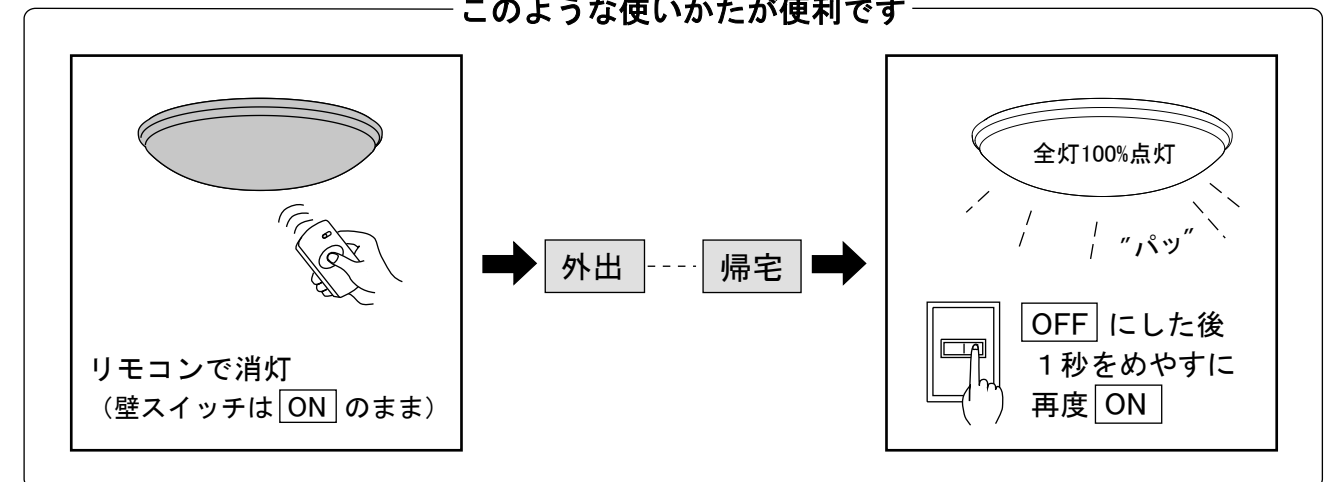 このような使いかたが便利です
リモコンで消灯
（壁スイッチは ON のまま）
外出
帰宅
全灯100%点灯
"パッ"
OFF にした後
1秒をめやすに
再度 ON